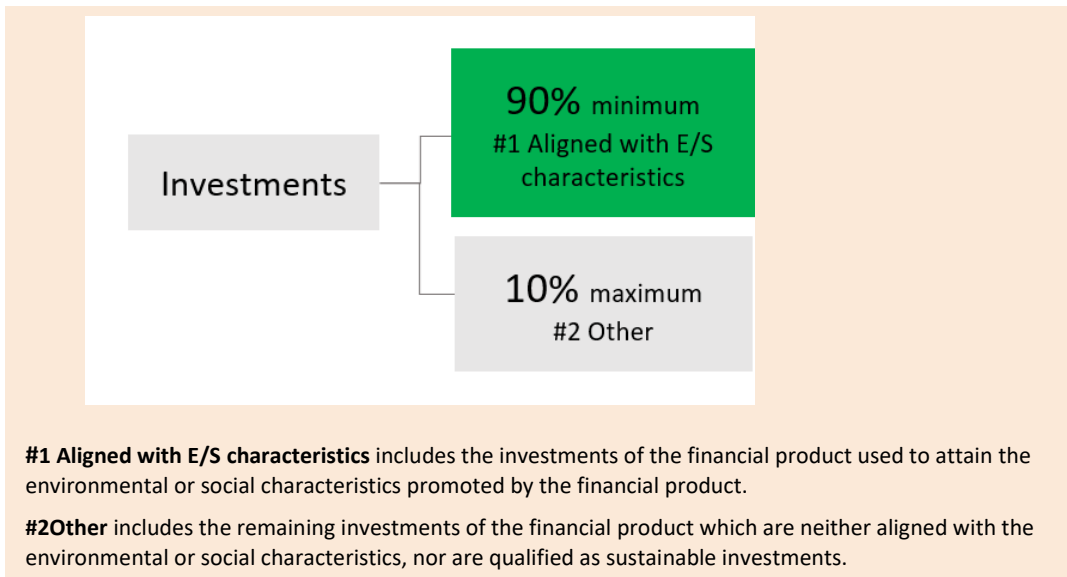 90% minimum
#1 Aligned with E/S
characteristics
Investments
10% maximum
#2 Other
#1 Aligned with E/S characteristics includes the investments of the financial product used to attain the
environmental or social characteristics promoted by the financial product.
#2Other includes the remaining investments of the financial product which are neither aligned with the
environmental or social characteristics, nor are qualified as sustainable investments.